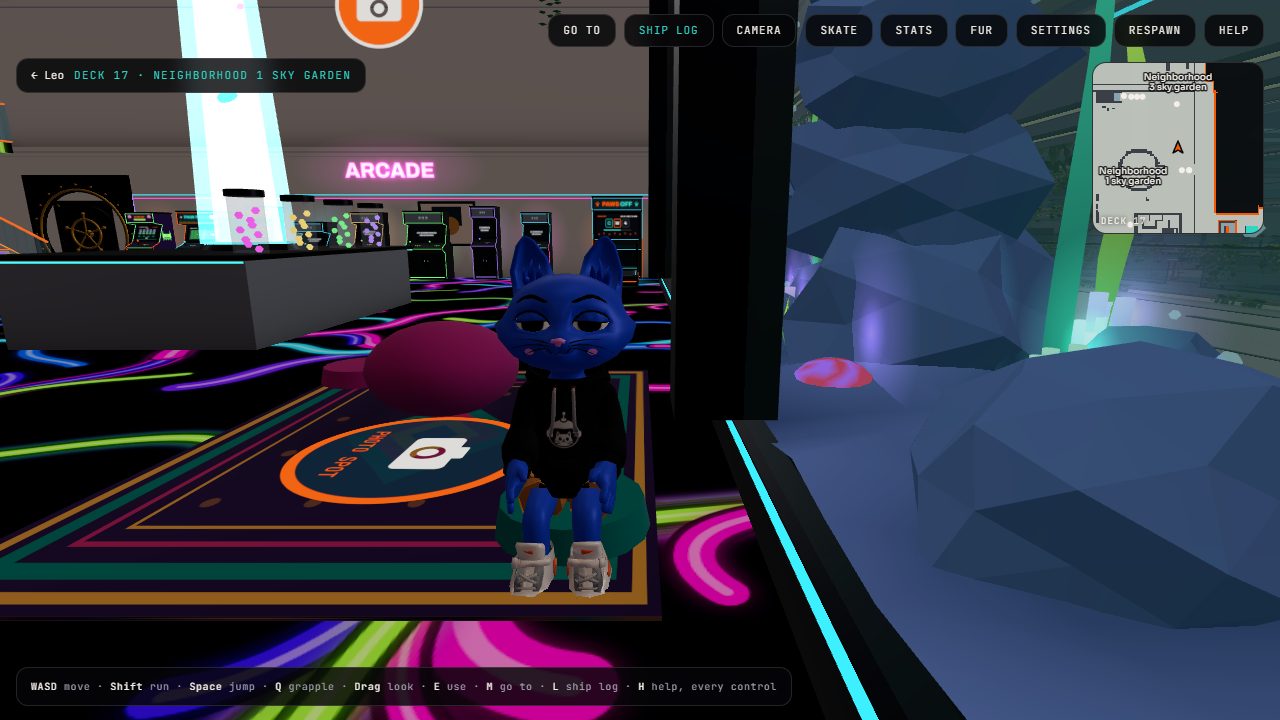 GO TO
SHIP LOG
CAMERA
SKATE
STATS
FUR
SETTINGS
RESPAWN
HELP
← Leo DECK 17 · NEIGHBORHOOD 1 SKY GARDEN
Neighborhood
3 sky garden
Neighborhood
1 sky garden
DECK 17
ARCADE
PAWS OFF
PHOTO SPOT
WASD move · Shift run · Space jump · Q grapple · Drag look · E use · M go to · L ship log · H help, every control